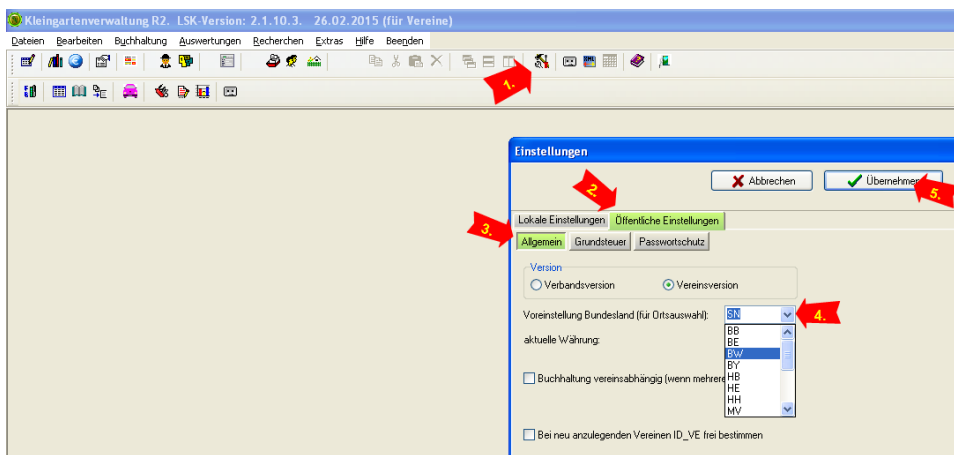 Kleingartenverwaltung R2. LSK-Version: 2.1.10.3. 26.02.2015 (für Vereine)
Dateien Bearbeiten Buchhaltung Auswertungen Recherchen Extras Hilfe Beenden
1.
Einstellungen
Abbrechen Übernehmen
5.
2.
Lokale Einstellungen Öffentliche Einstellungen
3.
Allgemein Grundsteuer Passwortschutz
Version
Verbandsversion Vereinsversion
Voreinstellung Bundesland (für Ortsauswahl): SN
4.
BB
aktuelle Währung: BE
BW
BY
Buchhaltung vereinsabhängig (wenn mehrere HB
HE
HH
MV
Bei neu anzulegenden Vereinen ID_VE frei bestimmen